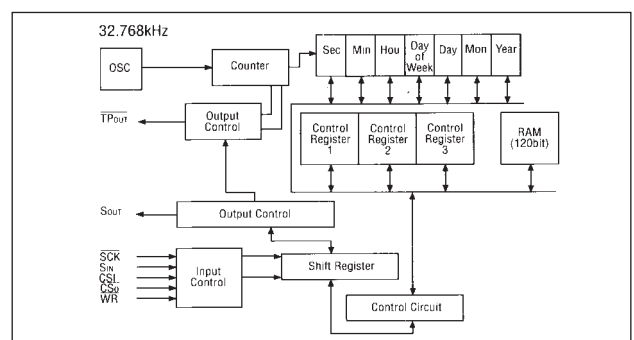 32.768kHz
OSC
Counter
Sec Min Hou Day of Week Day Mon Year
TPOUT
Output Control
Control Register 1
Control Register 2
Control Register 3
RAM (120bit)
SOUT
Output Control
SCK
SIN
CS1
CS0
WR
Input Control
Shift Register
Control Circuit